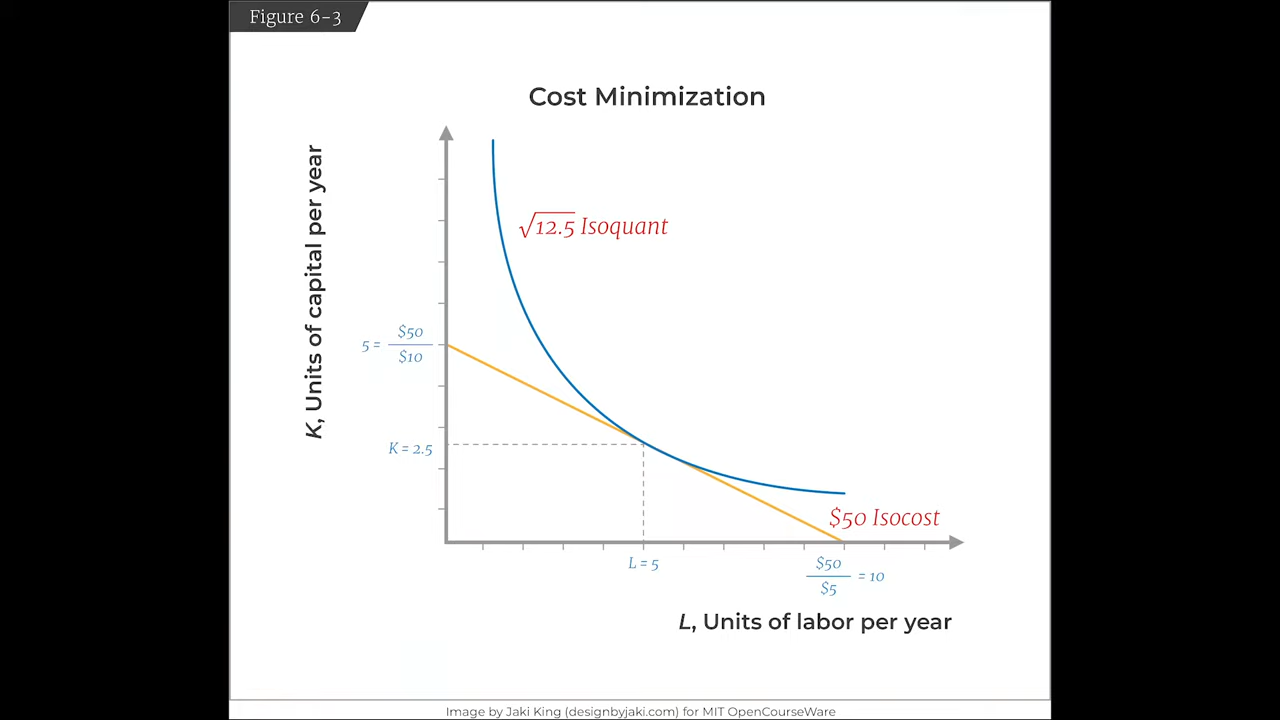 Figure 6-3
Cost Minimization
K, Units of capital per year
√12.5 Isoquant
5 = $50/$10
K = 2.5
$50 Isocost
L = 5
$50/$5 = 10
L, Units of labor per year
Image by Jaki King (designbyjaki.com) for MIT OpenCourseWare